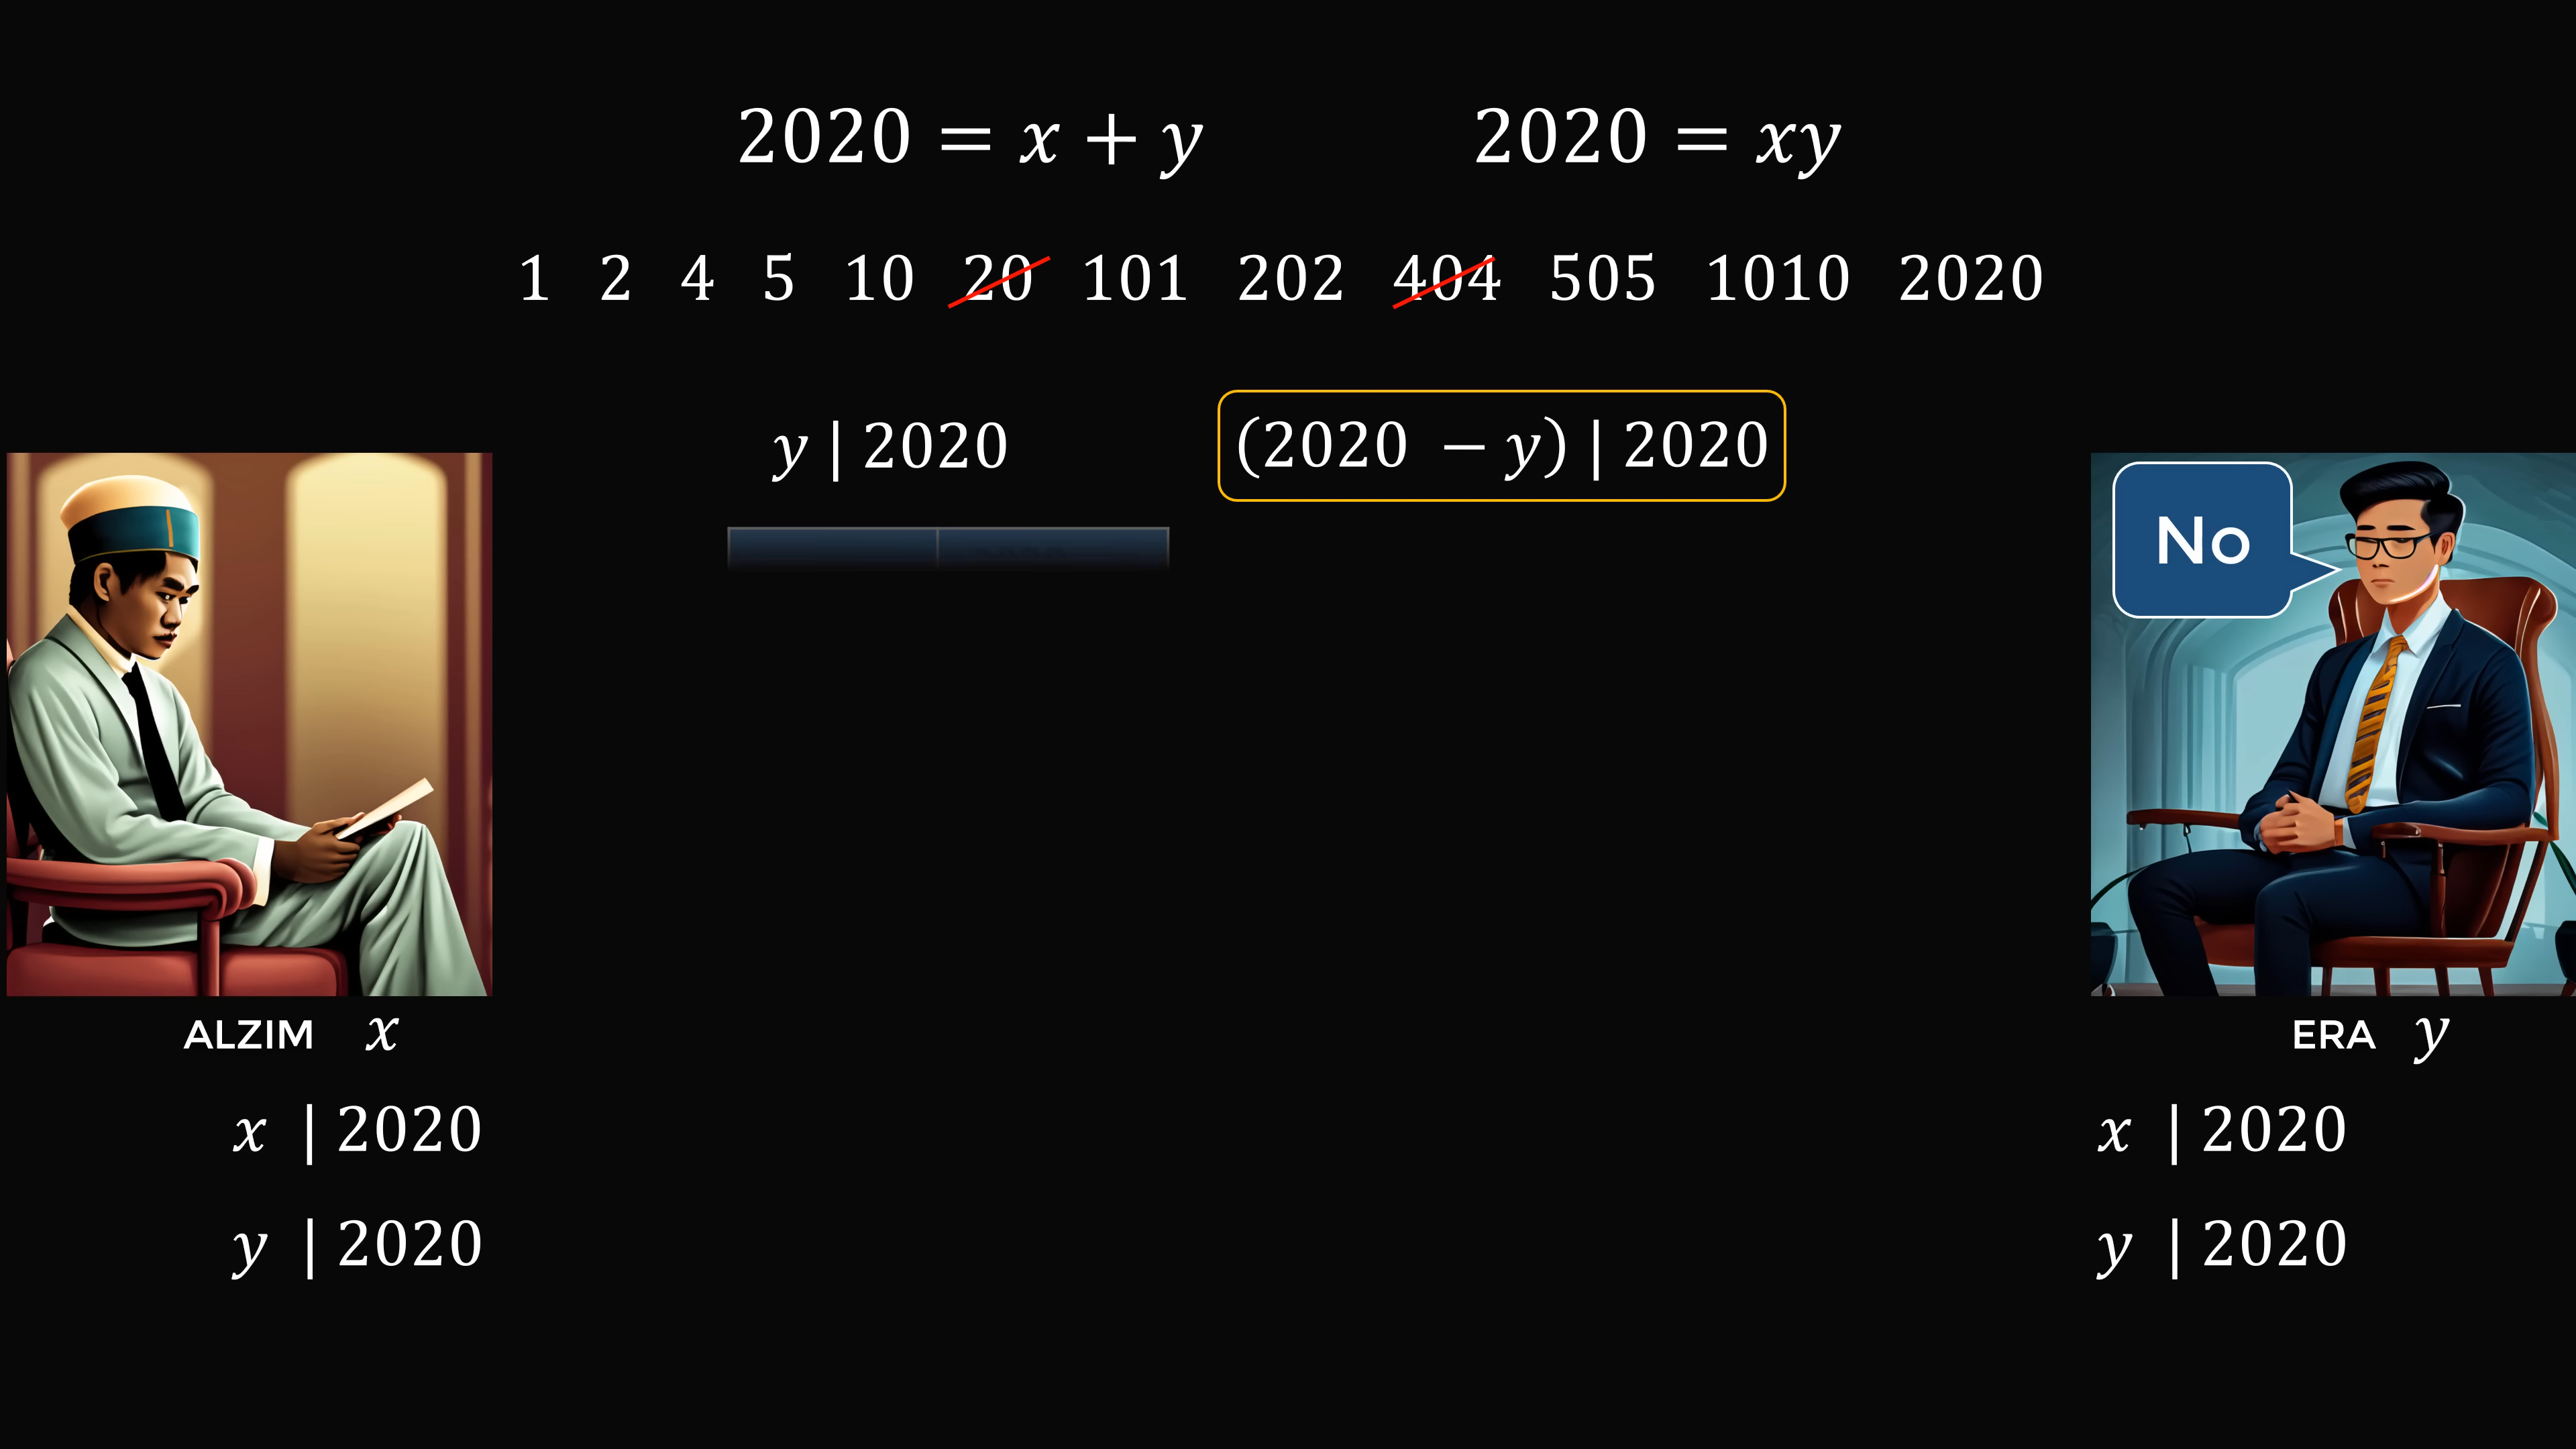 2020 = x + y 2020 = xy
1 2 4 5 10 20 101 202 404 505 1010 2020
y | 2020 (2020 − y) | 2020
No
ALZIM x ERA y
x | 2020 x | 2020
y | 2020 y | 2020